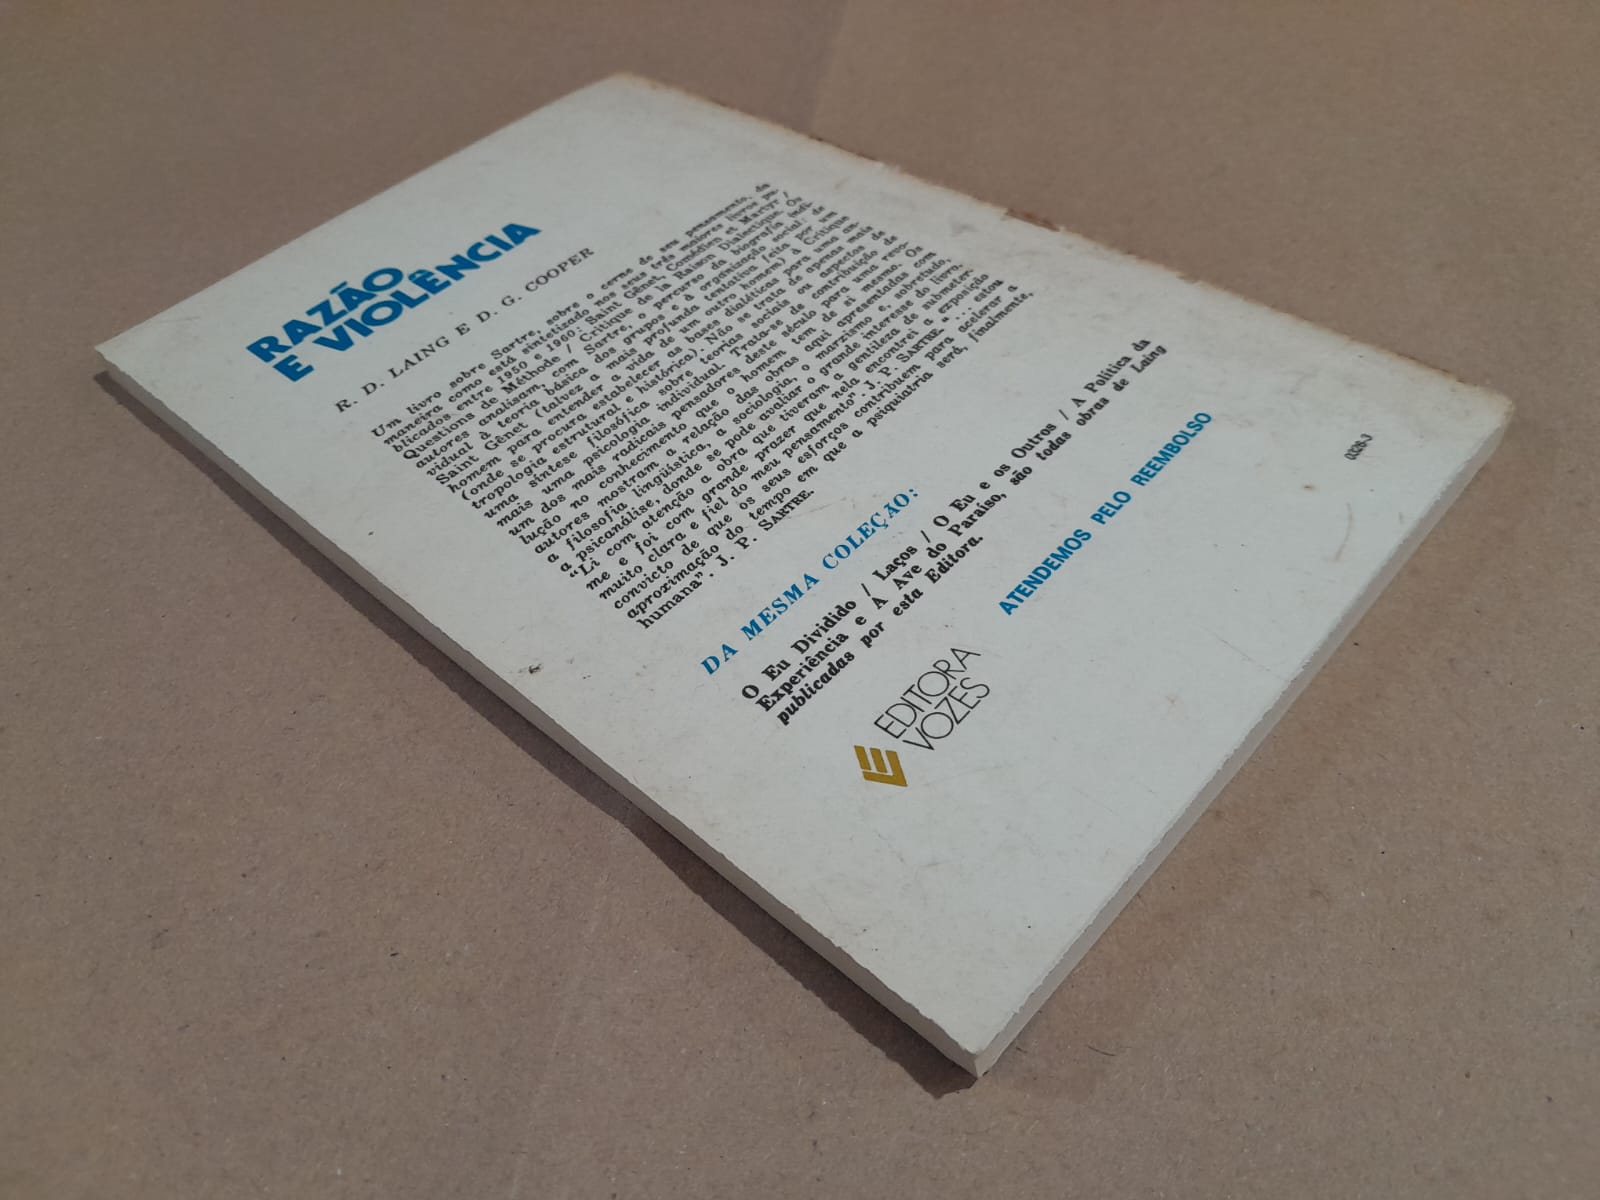 RAZÃO
E VIOLÊNCIA
R. D. LAING E D. G. COOPER
Um livro sobre Sartre, sobre o cerne de seu pensamento, da
maneira como está sintetizado nos seus três maiores livros pu-
blicados entre 1950 e 1960: Saint Gênet, Comédien et Martyr /
Questions de Méthode / Critique de la Raison Dialectique. Os
autores analisam, com Sartre, o percurso da biografia indi-
vidual à teoria básica dos grupos e à organização social: de
Saint Gênet (talvez a mais profunda tentativa feita por um
homem para entender a vida de um outro homem) à Critique
(onde se procura estabelecer as bases dialéticas para uma an-
tropologia estrutural e histórica). Não se trata de apenas mais
uma síntese filosófica sobre teorias sociais ou aspectos de
mais uma psicologia individual. Trata-se da contribuição de
um dos mais radicais pensadores deste século para uma revo-
lução no conhecimento que o homem tem de si mesmo. Os
autores mostram a relação das obras aqui apresentadas com
a filosofia lingüística, a sociologia, o marxismo e, sobretudo,
a psicanálise, donde se pode avaliar o grande interesse do livro.
"Li com atenção a obra que tiveram a gentileza de submeter-
me e foi com grande prazer que nela encontrei a exposição
muito clara e fiel do meu pensamento". J. P. SARTRE. "... estou
convicto de que os seus esforços contribuem para acelerar a
aproximação do tempo em que a psiquiatria será, finalmente,
humana". J. P. SARTRE.
DA MESMA COLEÇÃO:
O Eu Dividido / Laços / O Eu e os Outros / A Política da
Experiência e A Ave do Paraíso, são todas obras de Laing
publicadas por esta Editora.
EDITORA
VOZES
ATENDEMOS PELO REEMBOLSO